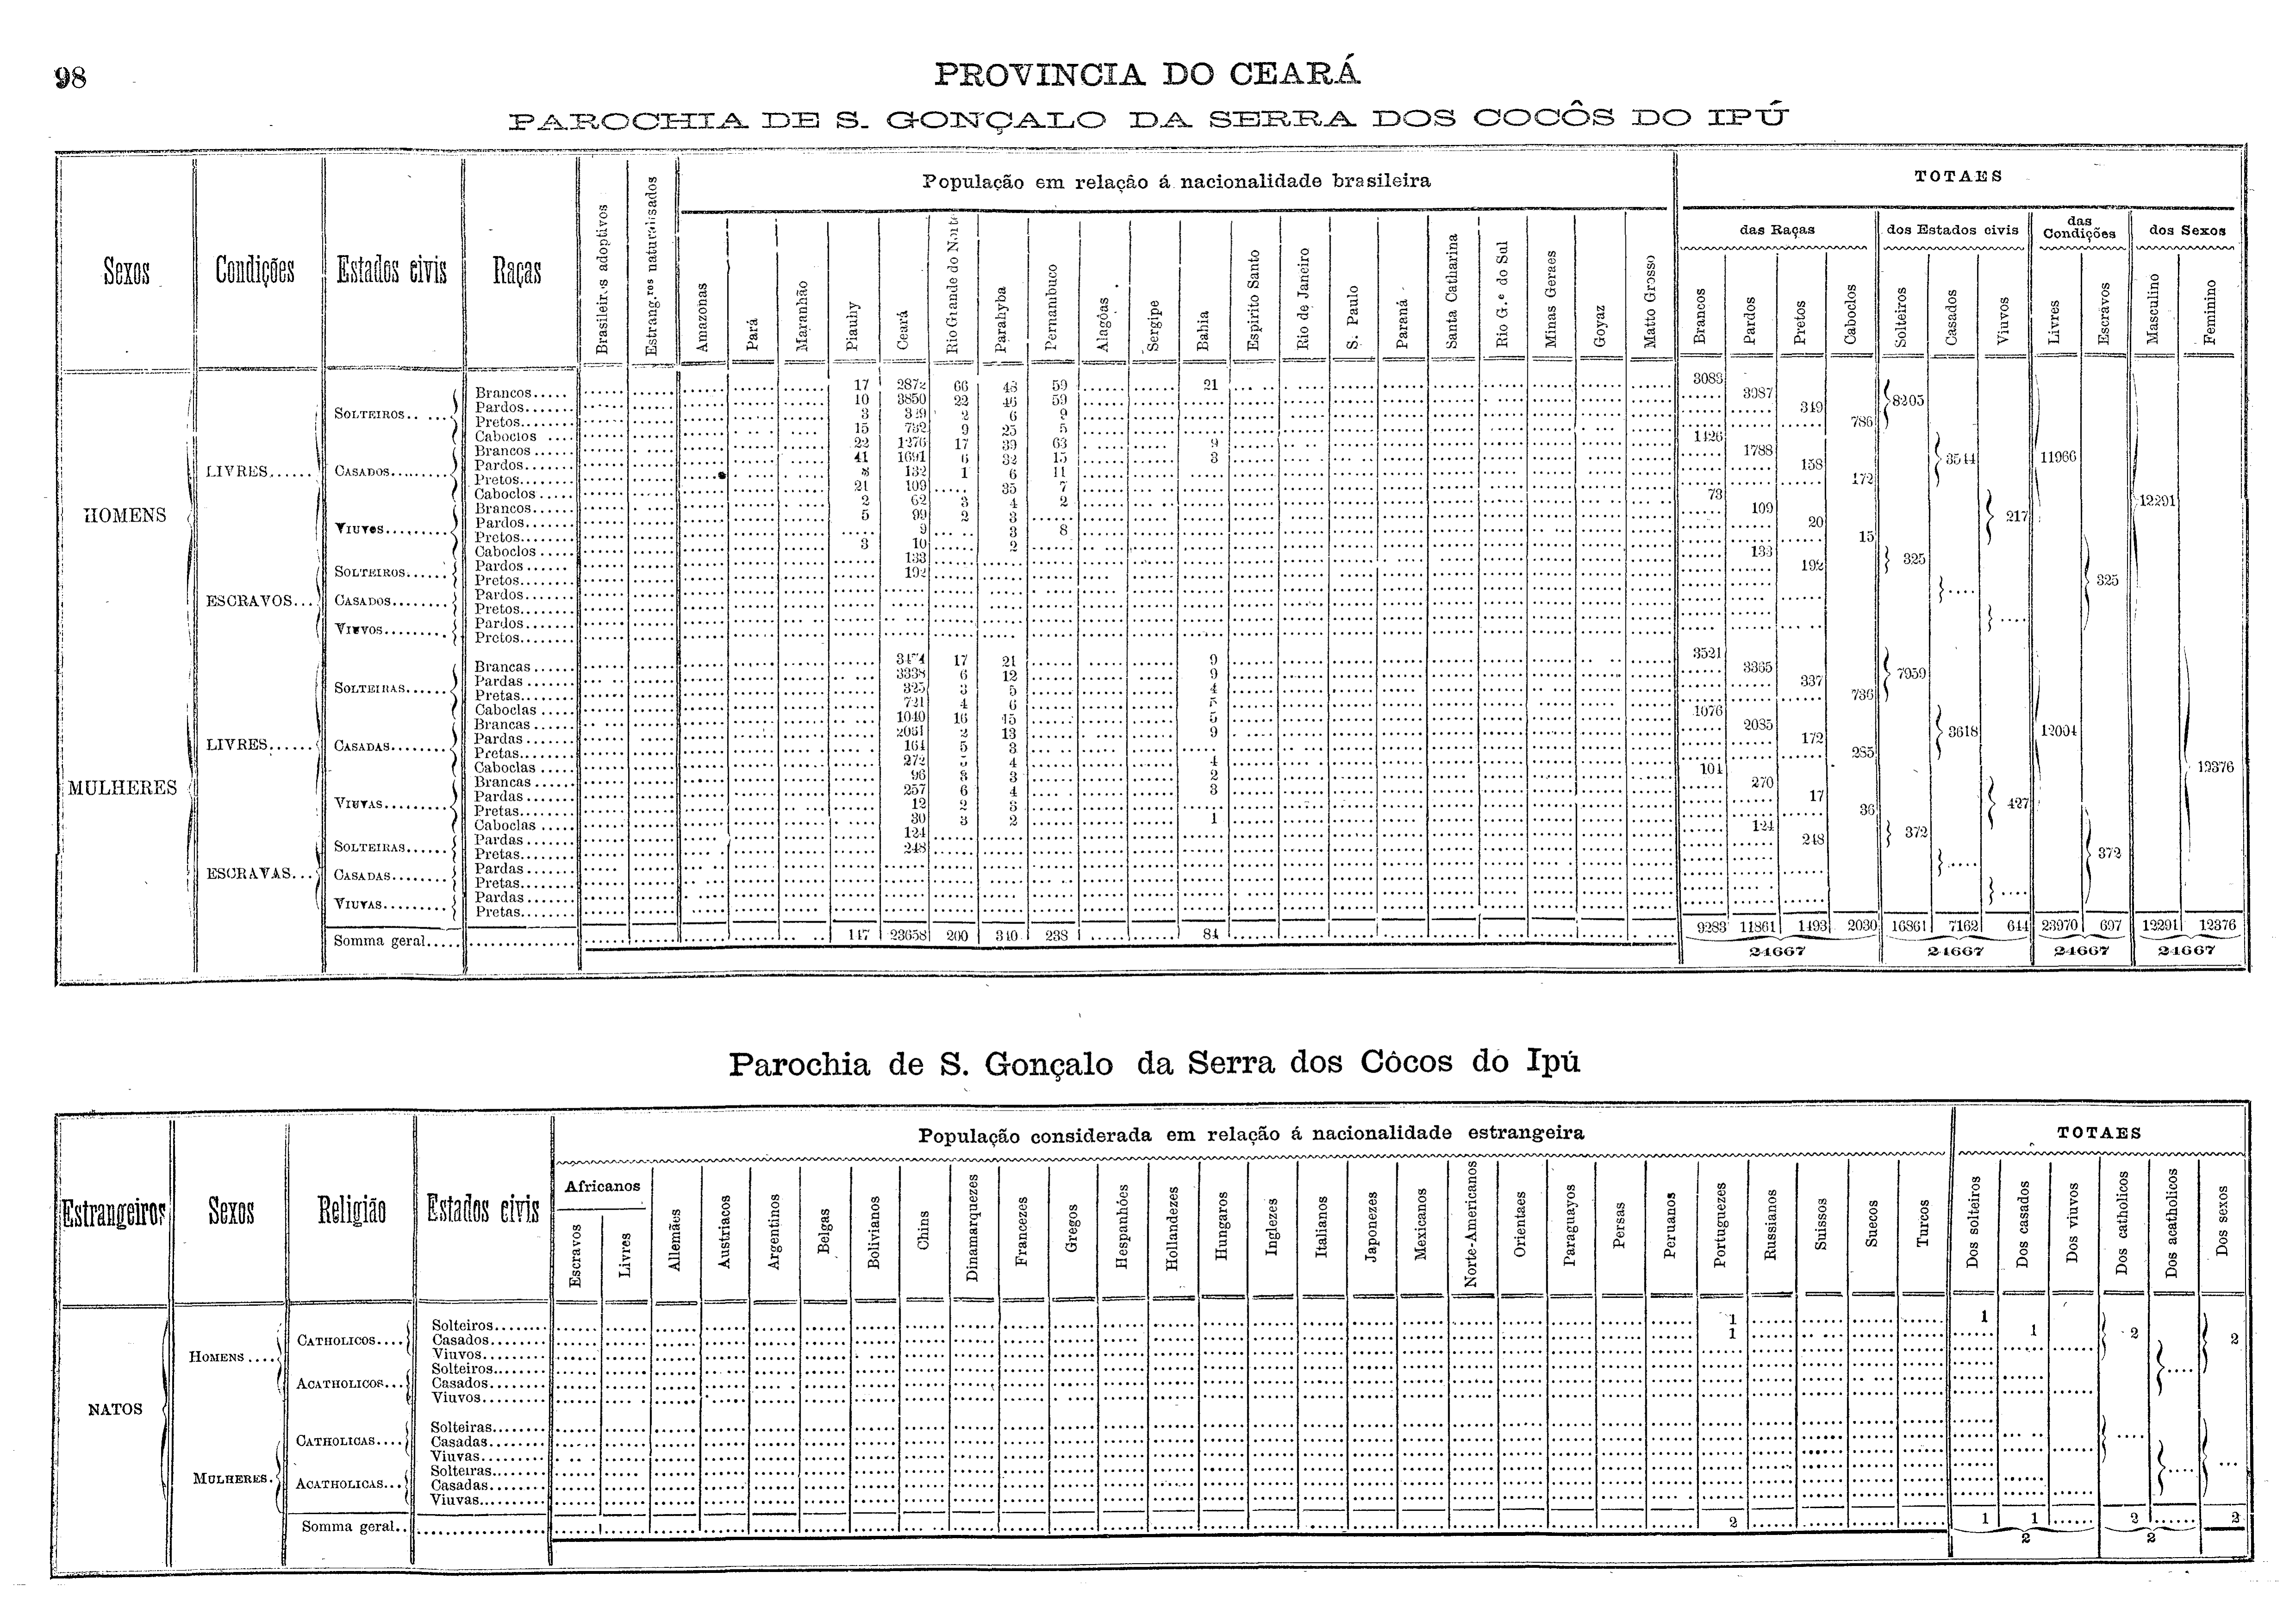 98
PROVINCIA DO CEARÁ
PAROCHIA DE S. GONÇALO DA SERRA DOS COCÔS DO IPÚ
Sexos Condições Estados civis Raças Brasileiros adoptivos Estrang.ros naturalisados População em relação á nacionalidade brasileira TOTAES
Amazonas Pará Maranhão Piauhy Ceará Rio Grande do Norte Parahyba Pernambuco Alagôas Sergipe Bahia Espirito Santo Rio de Janeiro S. Paulo Paraná Santa Catharina Rio G.e do Sul Minas Geraes Goyaz Matto Grosso
das Raças dos Estados civis das Condições dos Sexos
Brancos Pardos Pretos Caboclos Solteiros Casados Viuvos Livres Escravos Masculino Feminino
HOMENS
LIVRES......
SOLTEIROS.. ... Brancos..... 17 2872 66 48 59 21 3083
Pardos....... 10 3850 22 46 59 3987
Pretos....... 3 329 2 6 9 349
Caboclos .... 15 732 9 25 5 786
8205
CASADOS........ Brancos ..... 22 1276 17 39 63 9 1426
Pardos....... 41 1691 6 32 15 3 1788
Pretos....... 8 132 1 6 11 158
Caboclos ..... 21 109 ..... 35 7 172
3544
11966
VIUVOS......... Brancos...... 2 62 3 4 2 73
Pardos....... 5 99 2 3 109
Pretos....... 9 3 8 20
Caboclos ..... 3 10 2 15
217
12291
ESCRAVOS...
SOLTEIROS...... Pardos ...... 133 133
Pretos....... 192 192
325
CASADOS........ Pardos.......
Pretos.......
325
VIUVOS......... Pardos.......
Pretos.......
MULHERES
LIVRES......
SOLTEIRAS...... Brancas ...... 3474 17 21 9 3521
Pardas ....... 3338 6 12 9 3365
Pretas....... 325 3 5 4 337
Caboclas ..... 721 4 6 5 736
7959
CASADAS........ Brancas ...... 1040 16 15 5 1076
Pardas ....... 2061 2 13 9 2085
Pretas....... 164 5 3 172
Caboclas ..... 272 5 4 4 285
3618
12004
VIUVAS......... Brancas ...... 96 8 3 2 104... 
Pardas ....... 257 6 4 3 270
Pretas....... 12 2 3 17
Caboclas ..... 30 3 2 1 36
427
12376
ESCRAVAS...
SOLTEIRAS...... Pardas ....... 124 124
Pretas....... 248 248
372
CASADAS........ Pardas.......
Pretas.......
372
VIUVAS......... Pardas.......
Pretas.......
Somma geral..... 147 23658 200 340 238 84 9283 11861 1493 2030 16861 7162 644 23970 697 12291 12376
24667 24667 24667 24667
Parochia de S. Gonçalo da Serra dos Côcos do Ipú
Estrangeiros Sexos Religião Estados civis População considerada em relação á nacionalidade estrangeira TOTAES
Africanos
Escravos Livres Allemães Austriacos Argentinos Belgas Bolivianos Chins Dinamarquezes Francezes Gregos Hespanhóes Hollandezes Hungaros Inglezes Italianos Japonezes Mexicanos Norte-Americanos Orientaes Paraguayos Persas Peruanos Portuguezes Russianos Suissos Suecos Turcos Dos solteiros Dos casados Dos viuvos Dos catholicos Dos acatholicos Dos sexos
NATOS
HOMENS ....
CATHOLICOS.... Solteiros....... 1 1
Casados........ 1 1 2 2
Viuvos.........
ACATHOLICOS... Solteiros.......
Casados........
Viuvos.........
MULHERES.
CATHOLICAS.... Solteiras.......
Casadas........
Viuvas.........
ACATHOLICAS... Solteiras.......
Casadas........
Viuvas.........
Somma geral.. 2 1 1 ...... 2 ...... 2
2 2